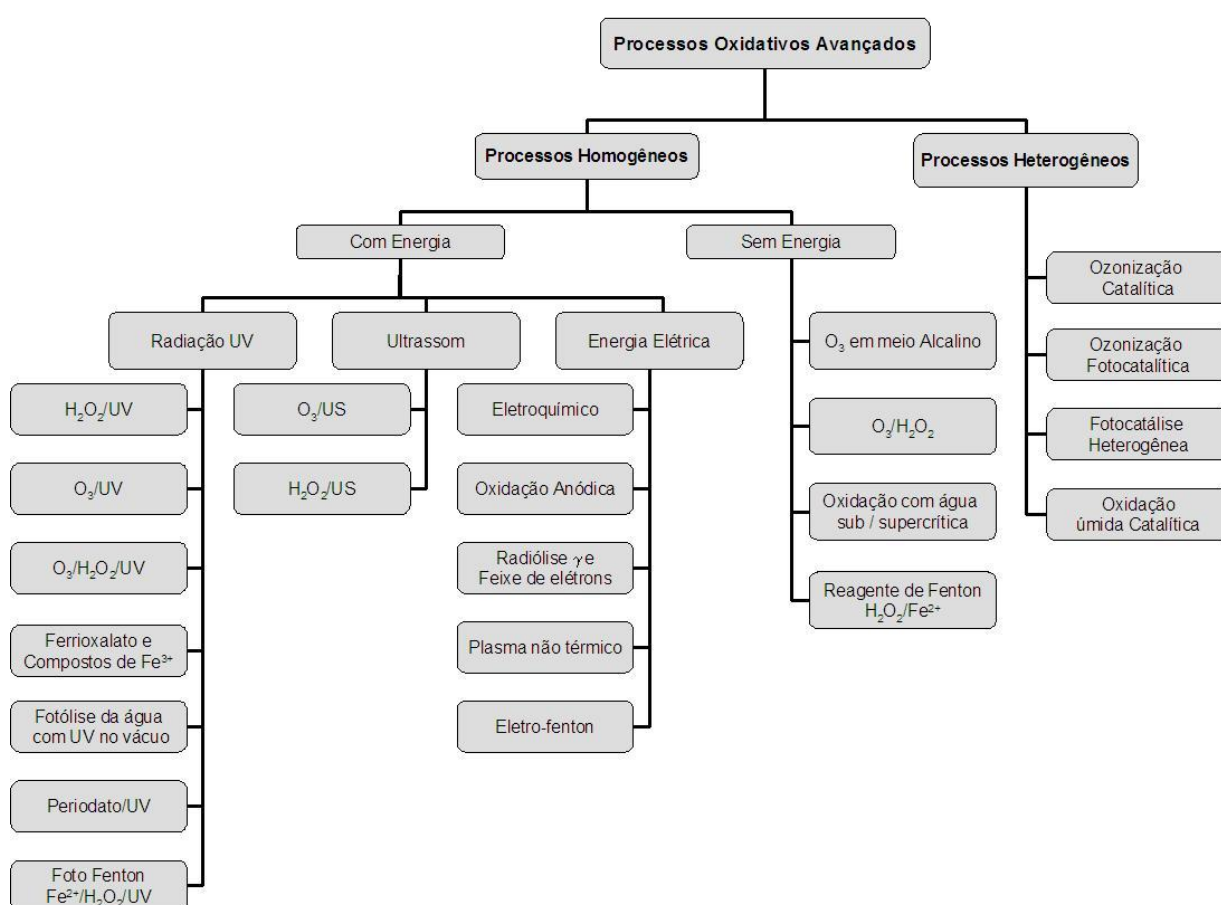 Processos Oxidativos Avançados
Processos Homogêneos
Processos Heterogêneos
Com Energia
Sem Energia
Radiação UV
Ultrassom
Energia Elétrica
H₂O₂/UV
O₃/UV
O₃/H₂O₂/UV
Ferrioxalato e
Compostos de Fe³⁺
Fotólise da água
com UV no vácuo
Periodato/UV
Foto Fenton
Fe²⁺/H₂O₂/UV
O₃/US
H₂O₂/US
Eletroquímico
Oxidação Anódica
Radiólise γ e
Feixe de elétrons
Plasma não térmico
Eletro-fenton
O₃ em meio Alcalino
O₃/H₂O₂
Oxidação com água
sub / supercrítica
Reagente de Fenton
H₂O₂/Fe²⁺
Ozonização
Catalítica
Ozonização
Fotocatalítica
Fotocatálise
Heterogênea
Oxidação
úmida Catalítica